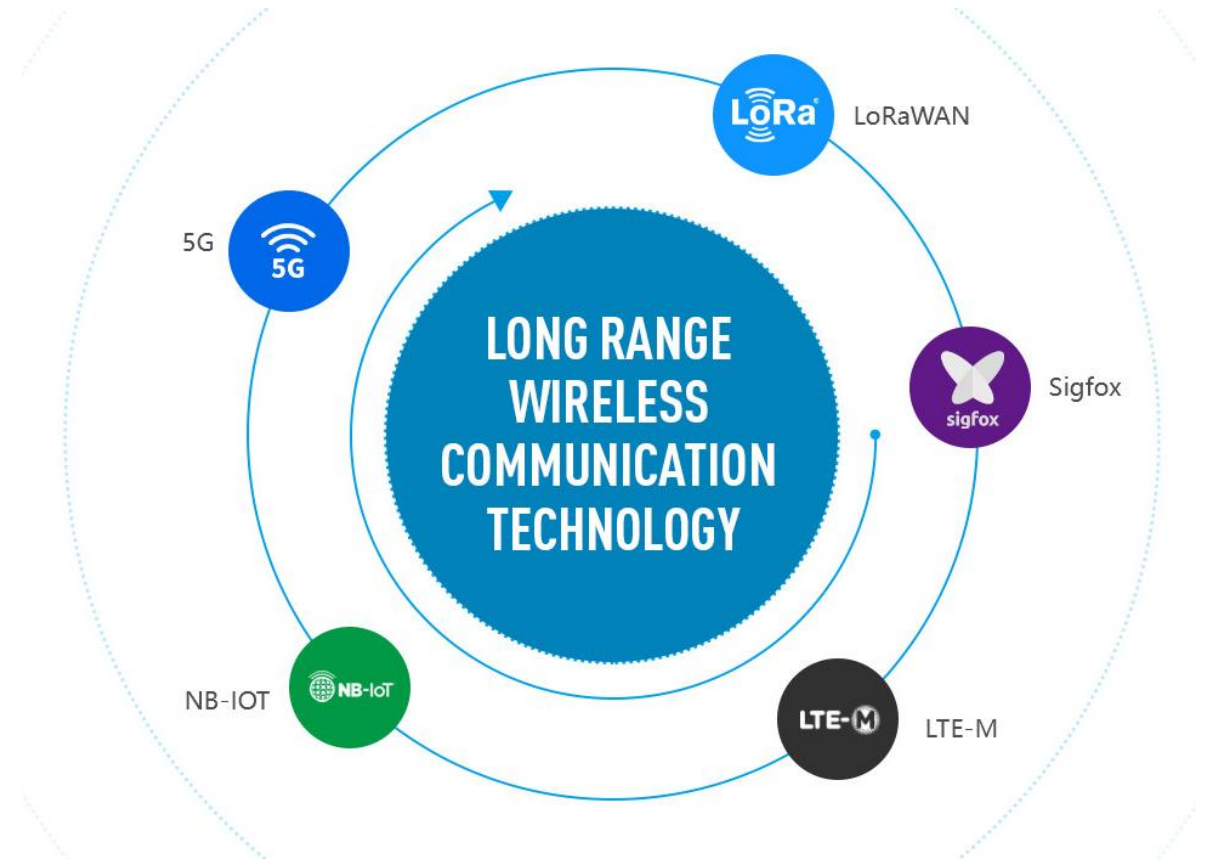 LoRa®
LoRaWAN
5G
5G
LONG RANGE
WIRELESS
COMMUNICATION
TECHNOLOGY
sigfox
Sigfox
NB-IOT
NB-IoT
LTE-M
LTE-M